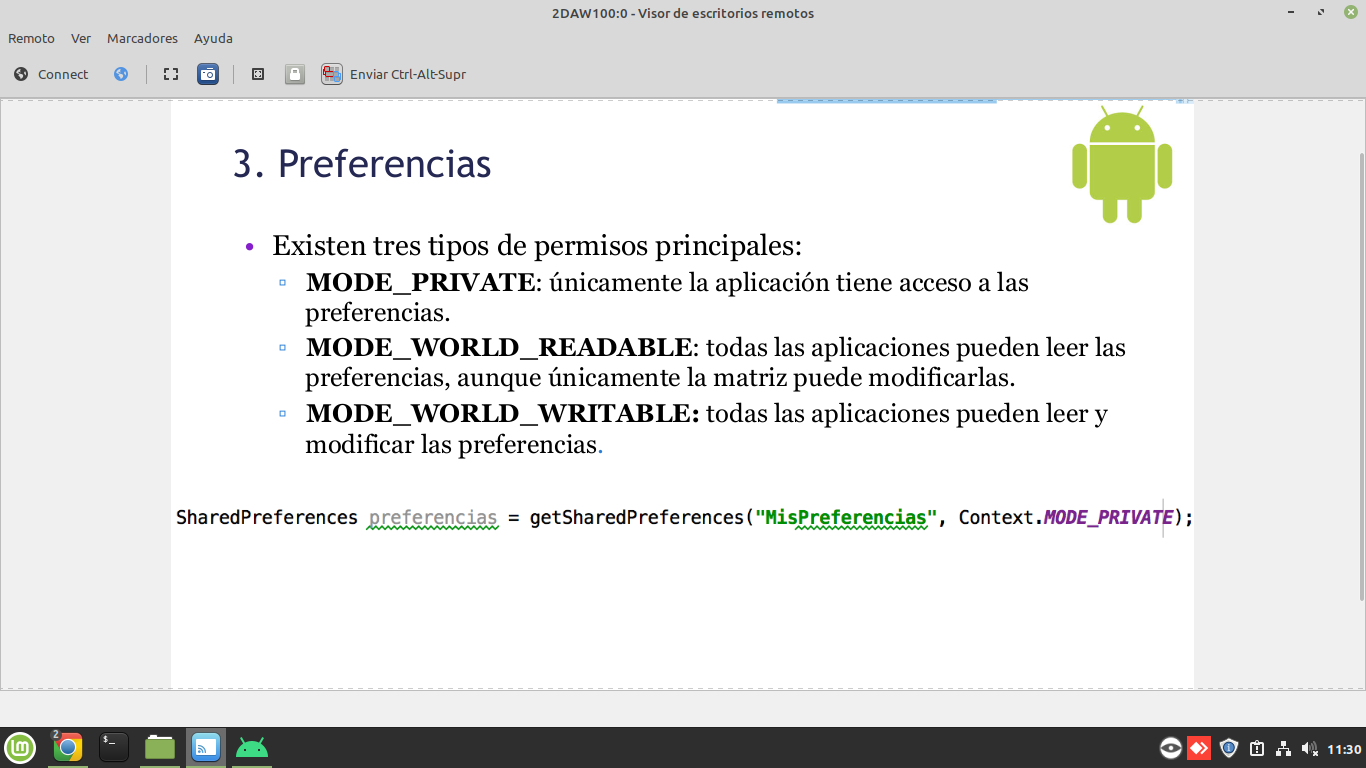 2DAW100:0 - Visor de escritorios remotos
Remoto Ver Marcadores Ayuda
Connect Enviar Ctrl-Alt-Supr
3. Preferencias
• Existen tres tipos de permisos principales:
▫ MODE_PRIVATE: únicamente la aplicación tiene acceso a las
preferencias.
▫ MODE_WORLD_READABLE: todas las aplicaciones pueden leer las
preferencias, aunque únicamente la matriz puede modificarlas.
▫ MODE_WORLD_WRITABLE: todas las aplicaciones pueden leer y
modificar las preferencias.
SharedPreferences preferencias = getSharedPreferences("MisPreferencias", Context.MODE_PRIVATE);
2
11:30